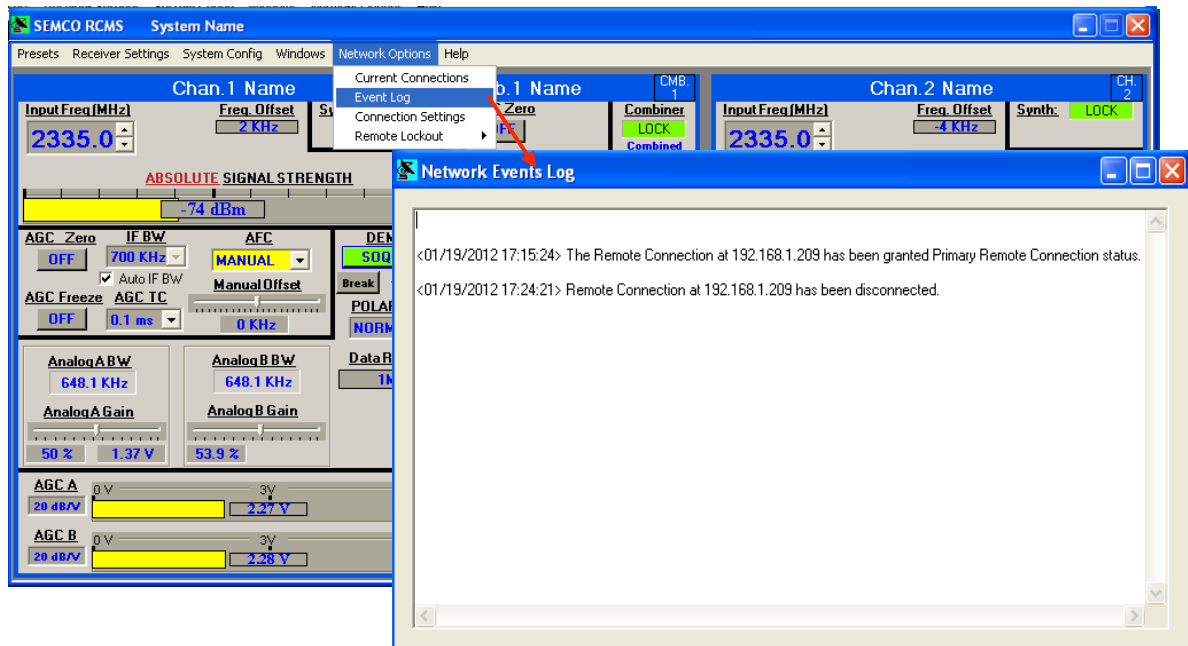 SEMCO RCMS System Name
Presets Receiver Settings System Config Windows Network Options Help
Current Connections
Event Log
Connection Settings
Remote Lockout
Chan.1 Name
Input Freq (MHz)
2335.0
Freq. Offset
2 KHz
b.1 Name
CMB. 1
Zero
Combiner
LOCK
Combined
Chan.2 Name
CH. 2
Input Freq (MHz)
2335.0
Freq. Offset
-4 KHz
Synth: LOCK
ABSOLUTE SIGNAL STRENGTH
-74 dBm
AGC Zero
OFF
IF BW
700 KHz
Auto IF BW
AFC
MANUAL
Manual Offset
0 KHz
AGC Freeze
OFF
AGC TC
0.1 ms
DEM
SOQ
Break
POLAR
NORM
Analog A BW
648.1 KHz
Analog B BW
648.1 KHz
Data R
1M
Analog A Gain
50 % 1.37 V
Analog B Gain
53.9 %
AGC A
20 dB/V
0 V 3V
2.27 V
AGC B
20 dB/V
0 V 3V
2.28 V
Network Events Log
<01/19/2012 17:15:24> The Remote Connection at 192.168.1.209 has been granted Primary Remote Connection status.
<01/19/2012 17:24:21> Remote Connection at 192.168.1.209 has been disconnected.